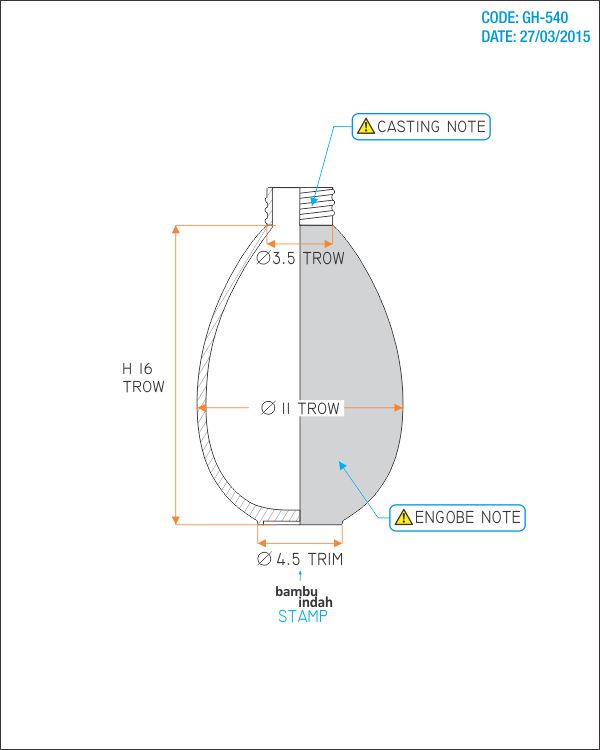 CODE: GH-540
DATE: 27/03/2015
CASTING NOTE
Ø3.5 TROW
H 16
TROW
Ø 11 TROW
ENGOBE NOTE
Ø 4.5 TRIM
bambu
indah
STAMP